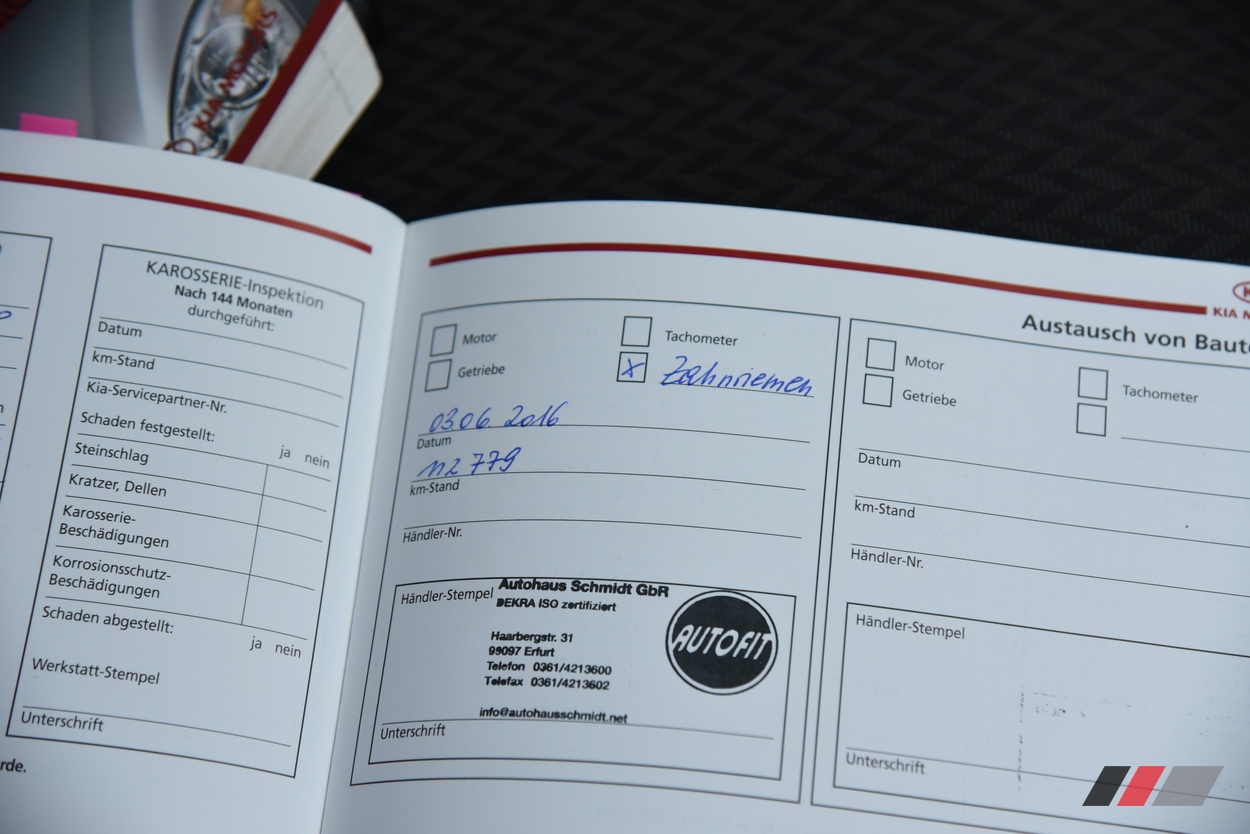 KIA MOTORS
KAROSSERIE-Inspektion
Nach 144 Monaten
durchgeführt:
Datum
km-Stand
Kia-Servicepartner-Nr.
Schaden festgestellt:
ja nein
Steinschlag
Kratzer, Dellen
Karosserie-
Beschädigungen
Korrosionsschutz-
Beschädigungen
Schaden abgestellt:
ja nein
Werkstatt-Stempel
Unterschrift
rde.
Motor
Tachometer
Getriebe
x Zahnriemen
03.06.2016
Datum
112 779
km-Stand
Händler-Nr.
Händler-Stempel
Autohaus Schmidt GbR
DEKRA ISO zertifiziert
Haarbergstr. 31
99097 Erfurt
Telefon 0361/4213600
Telefax 0361/4213602
info@autohausschmidt.net
AUTOFIT
Unterschrift
KIA M
Austausch von Baute
Motor
Tachometer
Getriebe
Datum
km-Stand
Händler-Nr.
Händler-Stempel
Unterschrift